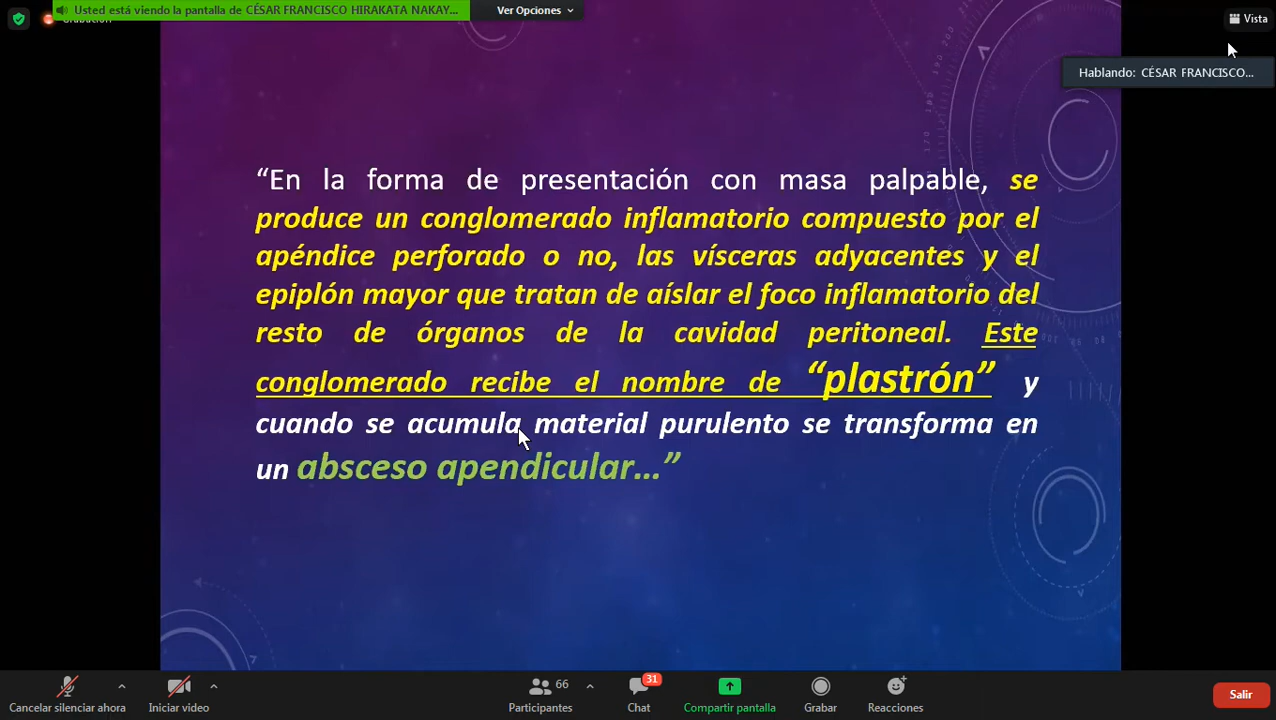 Usted está viendo la pantalla de CÉSAR FRANCISCO HIRAKATA NAKAY...
Ver Opciones
Grabación
Vista
Hablando: CÉSAR FRANCISCO...
“En la forma de presentación con masa palpable, se
produce un conglomerado inflamatorio compuesto por el
apéndice perforado o no, las vísceras adyacentes y el
epiplón mayor que tratan de aíslar el foco inflamatorio del
resto de órganos de la cavidad peritoneal. Este
conglomerado recibe el nombre de “plastrón” y
cuando se acumula material purulento se transforma en
un absceso apendicular...”
66
31
Cancelar silenciar ahora
Iniciar video
Participantes
Chat
Compartir pantalla
Grabar
Reacciones
Salir